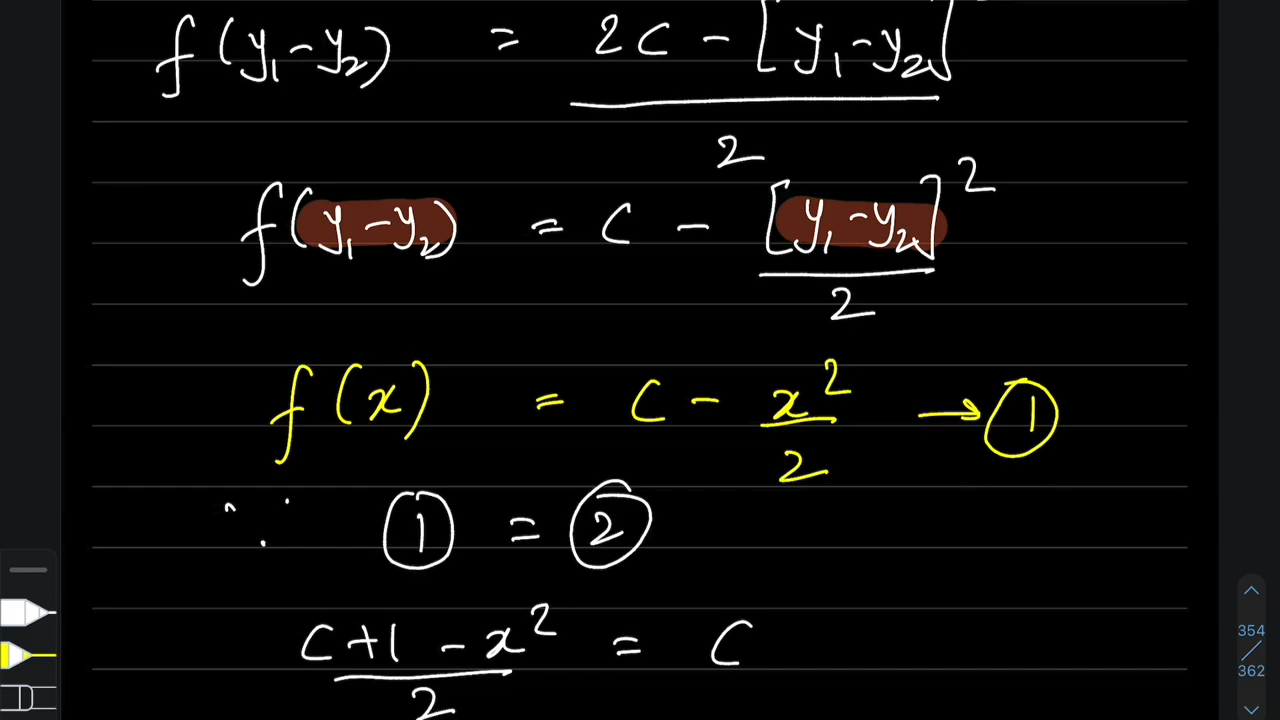 f(y₁-y₂) = 2c - [y₁-y₂]
2
f(y₁-y₂) = c - [y₁-y₂]²
2
f(x) = c - x²/2 → ①
∵ ① = ②
c+1-x² = c
2
354
362